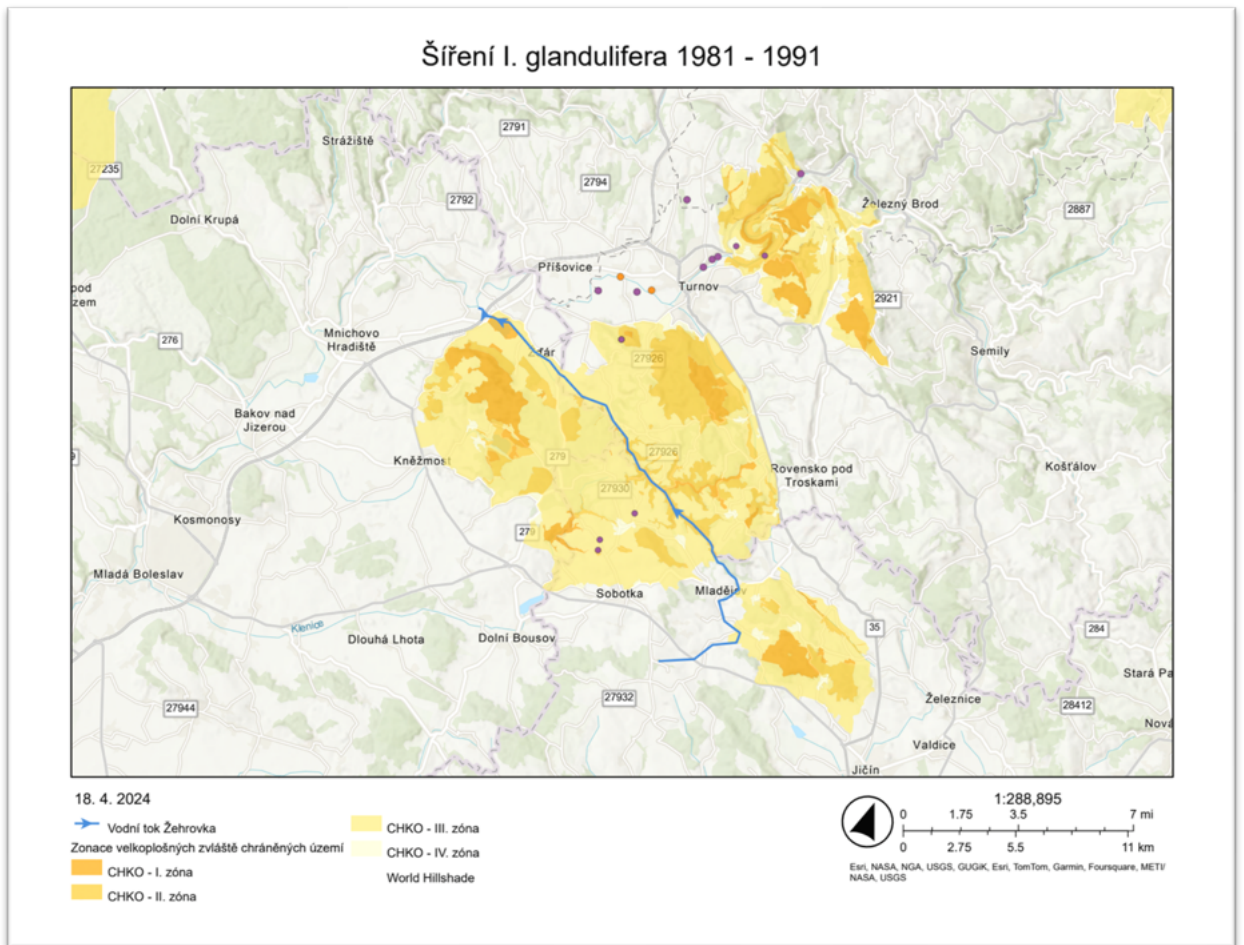 Šíření I. glandulifera 1981 - 1991
2791
Strážiště
27235
2794
2792
Železný Brod
2887
Dolní Krupá
Příšovice
Turnov
pod
zem
2921
276
Mnichovo
Hradiště
Žďár
27926
Semily
Bakov nad
Jizerou
27926
279
Kněžmost
Rovensko pod
Troskami
Košťálov
27930
Kosmonosy
279
Mladá Boleslav
Sobotka
Mladějov
Klenice
Dlouhá Lhota
Dolní Bousov
35
284
Stará Pa
27932
Železnice
27944
28412
Nová
Valdice
Jičín
18. 4. 2024
Vodní tok Žehrovka
Zonace velkoplošných zvláště chráněných území
CHKO - I. zóna
CHKO - II. zóna
CHKO - III. zóna
CHKO - IV. zóna
World Hillshade
1:288,895
0 1.75 3.5 7 mi
0 2.75 5.5 11 km
Esri, NASA, NGA, USGS, GUGiK, Esri, TomTom, Garmin, Foursquare, METI/
NASA, USGS